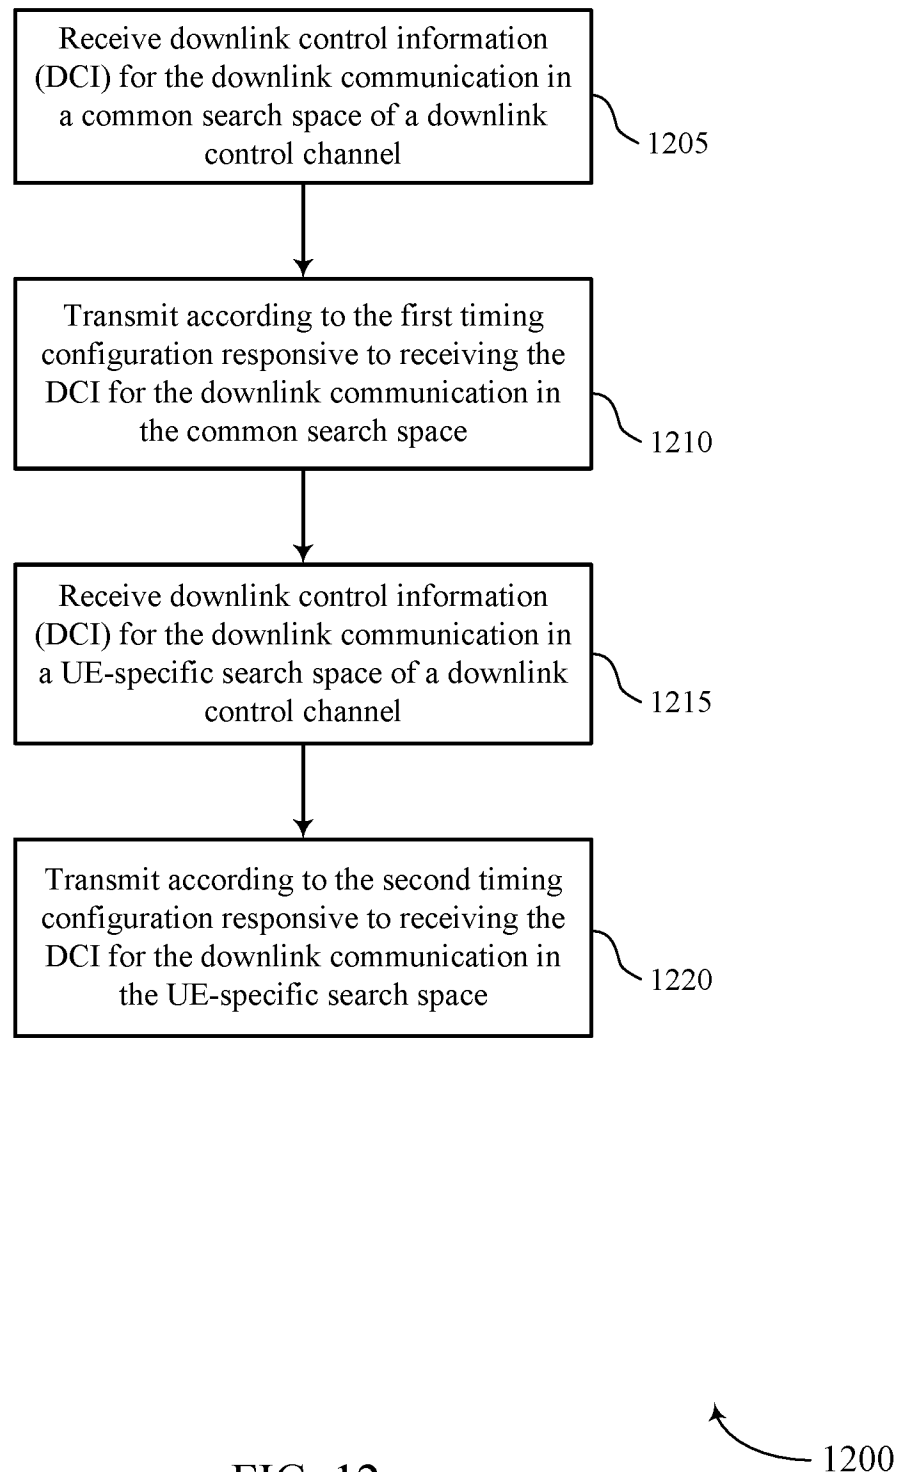 Receive downlink control information
(DCI) for the downlink communication in
a common search space of a downlink
control channel
1205
Transmit according to the first timing
configuration responsive to receiving the
DCI for the downlink communication in
the common search space
1210
Receive downlink control information
(DCI) for the downlink communication in
a UE-specific search space of a downlink
control channel
1215
Transmit according to the second timing
configuration responsive to receiving the
DCI for the downlink communication in
the UE-specific search space
1220
1200
FIG. 12